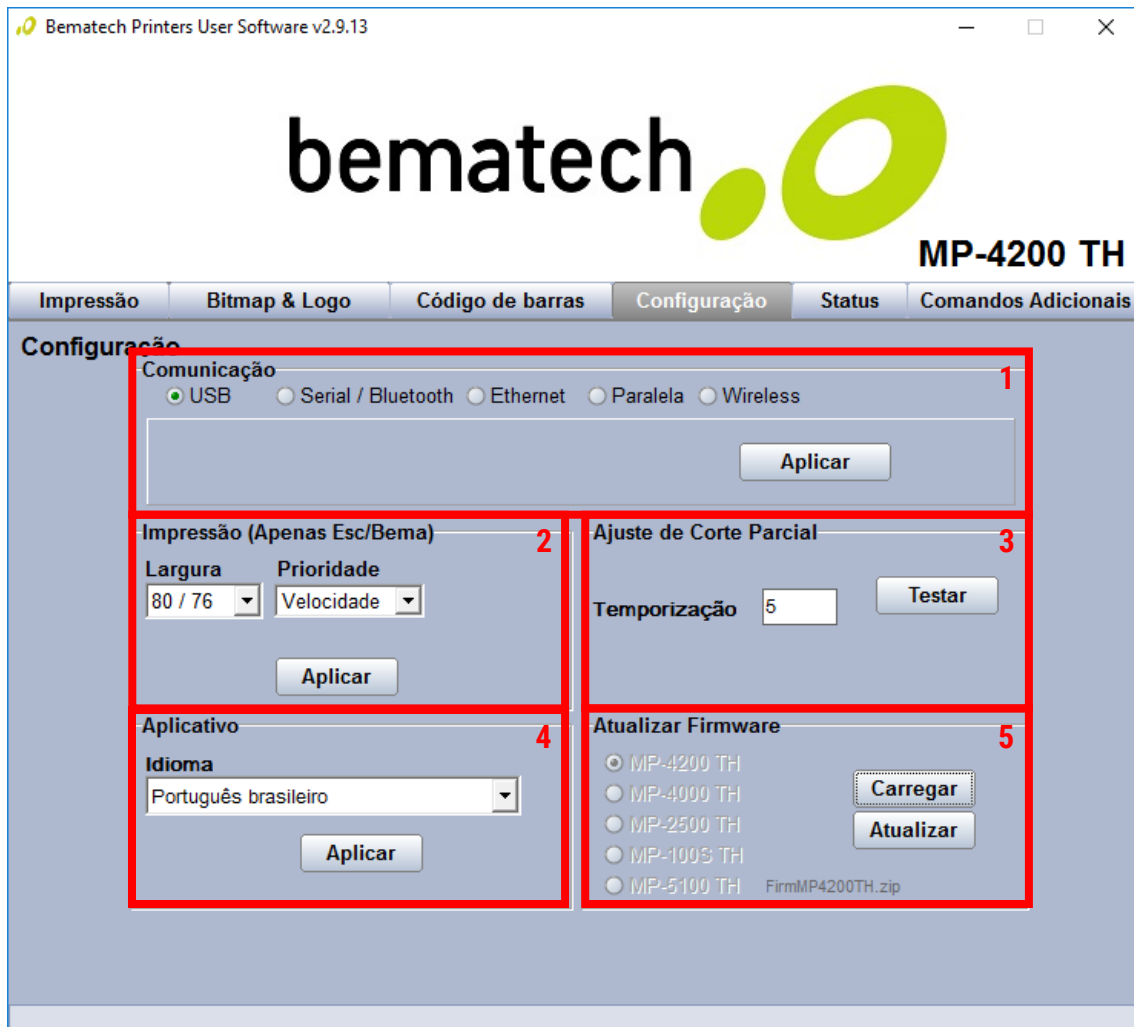 Bematech Printers User Software v2.9.13
bematech
MP-4200 TH
Impressão Bitmap & Logo Código de barras Configuração Status Comandos Adicionais
Configuração
Comunicação 1
USB Serial / Bluetooth Ethernet Paralela Wireless
Aplicar
Impressão (Apenas Esc/Bema) 2
Largura Prioridade
80 / 76 Velocidade
Aplicar
Ajuste de Corte Parcial 3
Temporização 5 Testar
Aplicativo 4
Idioma
Português brasileiro
Aplicar
Atualizar Firmware 5
MP-4200 TH
MP-4000 TH
MP-2500 TH
MP-100S TH
MP-5100 TH FirmMP4200TH.zip
Carregar
Atualizar